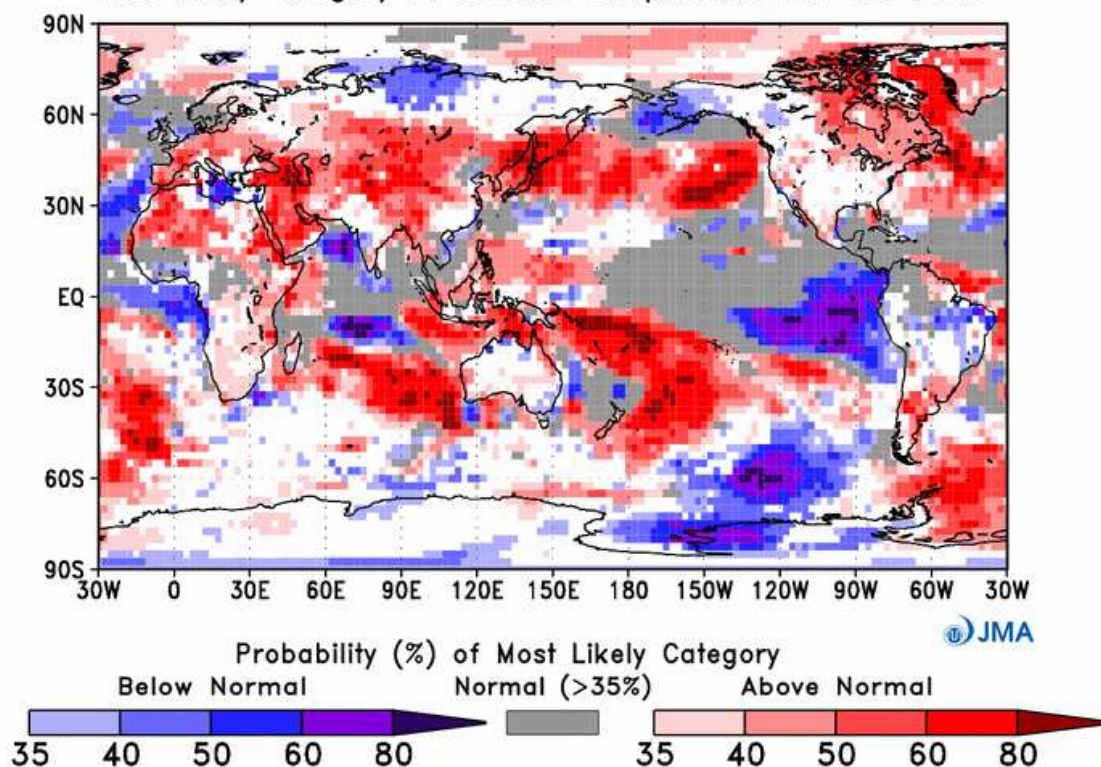 90N
60N
30N
EQ
30S
60S
90S
30W 0 30E 60E 90E 120E 150E 180 150W 120W 90W 60W 30W
JMA
Probability (%) of Most Likely Category
Below Normal Normal (>35%) Above Normal
35 40 50 60 80 35 40 50 60 80